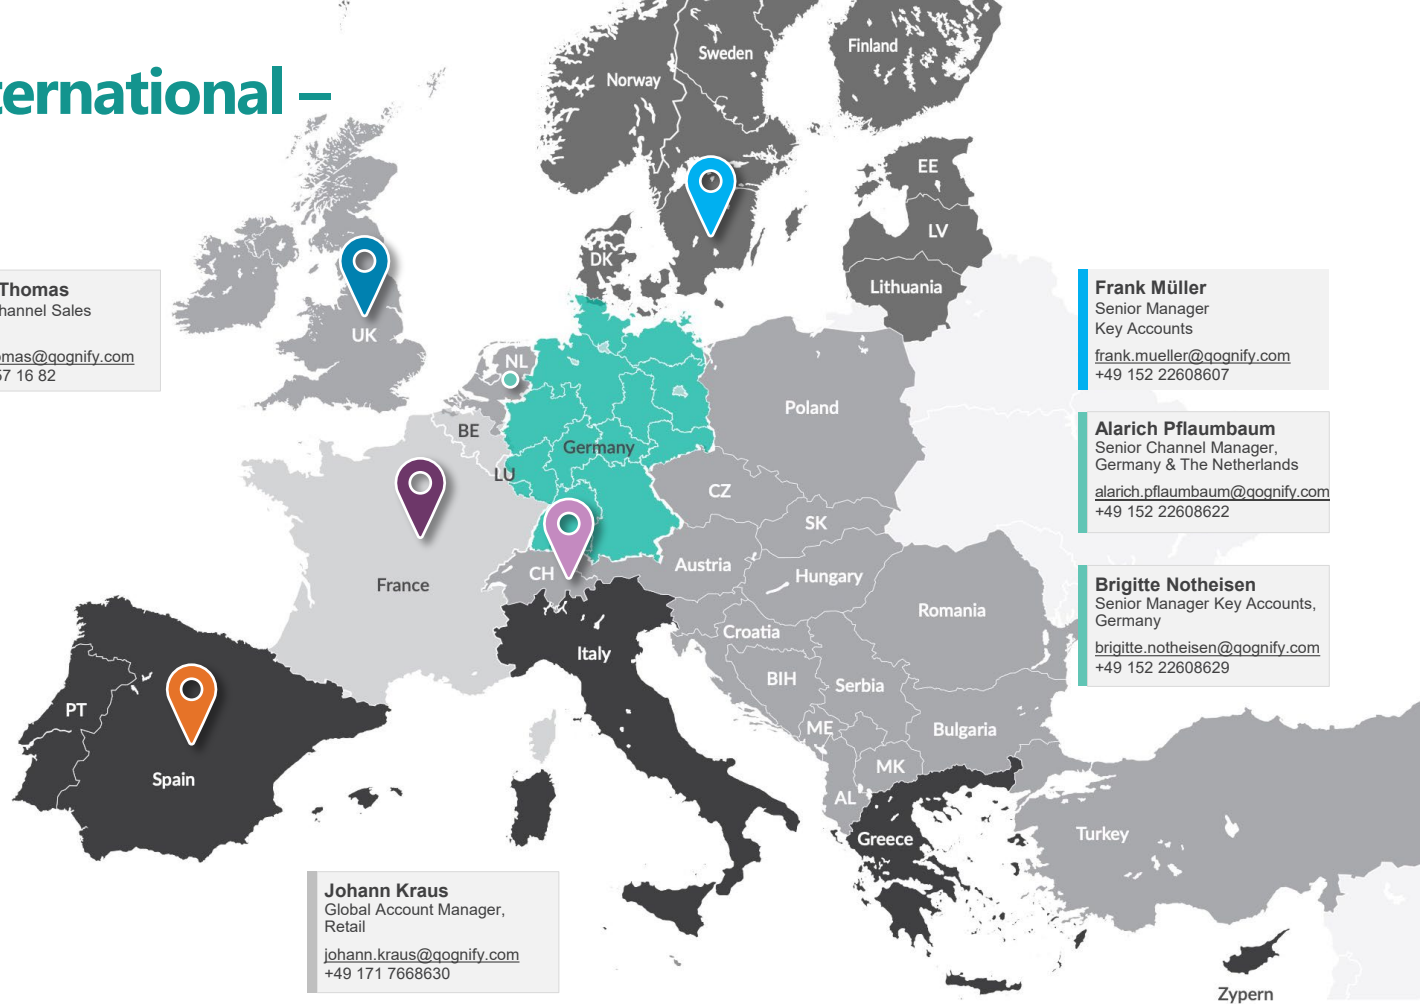 ternational –
Sweden
Finland
Norway
EE
LV
DK
Lithuania
UK
NL
Poland
BE
Germany
LU
CZ
SK
Austria
Hungary
CH
France
Romania
Croatia
Italy
BIH
Serbia
PT
ME
Bulgaria
Spain
MK
AL
Greece
Turkey
Zypern
Thomas
hannel Sales
omas@qognify.com
57 16 82
Frank Müller
Senior Manager
Key Accounts
frank.mueller@qognify.com
+49 152 22608607
Alarich Pflaumbaum
Senior Channel Manager,
Germany & The Netherlands
alarich.pflaumbaum@qognify.com
+49 152 22608622
Brigitte Notheisen
Senior Manager Key Accounts,
Germany
brigitte.notheisen@qognify.com
+49 152 22608629
Johann Kraus
Global Account Manager,
Retail
johann.kraus@qognify.com
+49 171 7668630